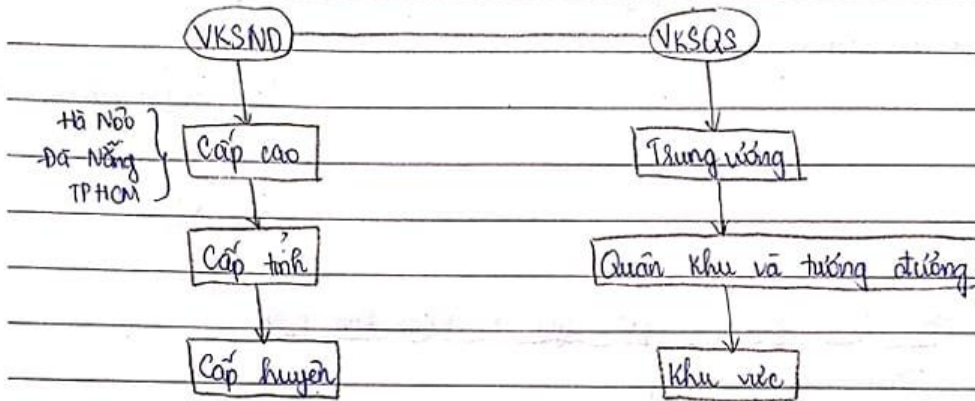 VKSND
VKSQS
Hà Nội
Đà Nẵng
TPHCM
Cấp cao
Trung ương
Cấp tỉnh
Quân khu và tương đương
Cấp huyện
Khu vực